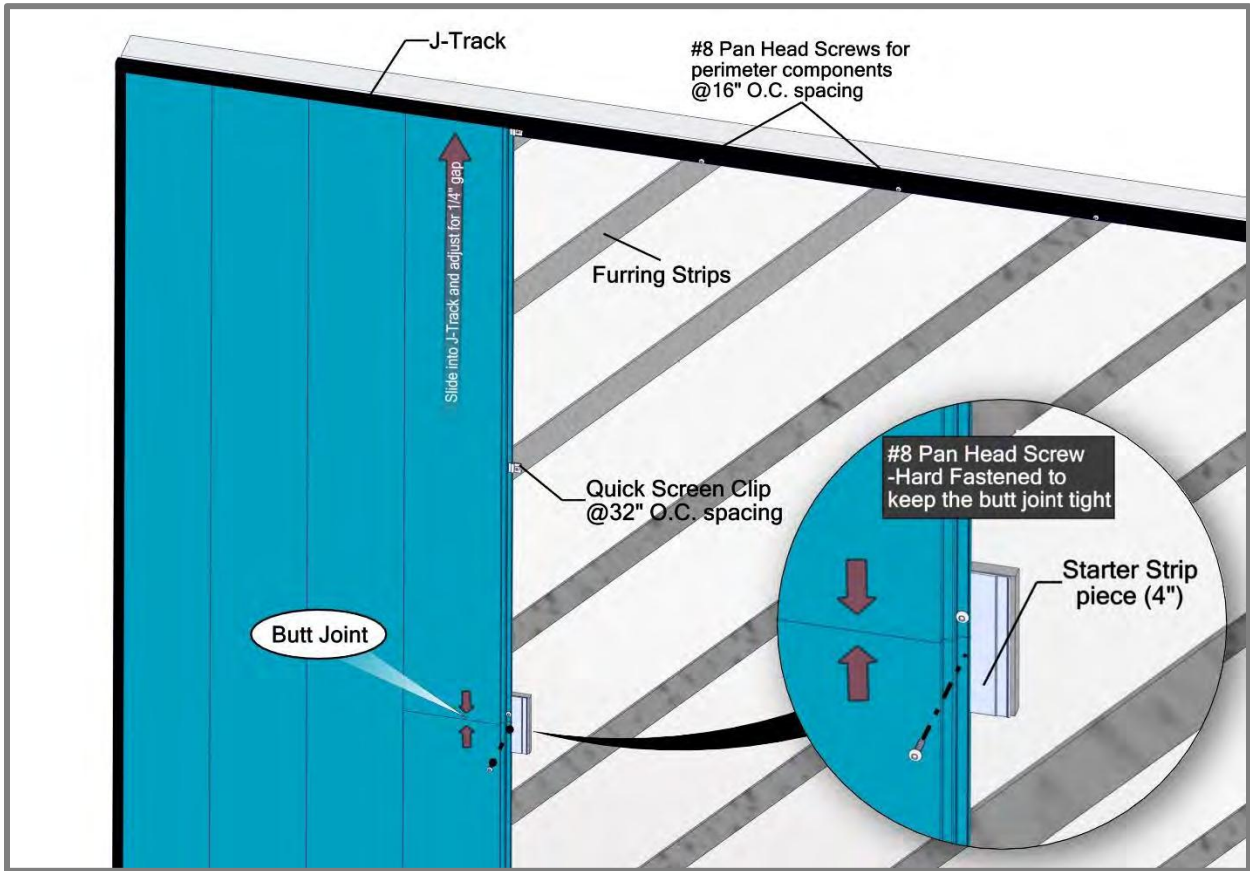 J-Track
#8 Pan Head Screws for
perimeter components
@16" O.C. spacing
Slide into J-Track and adjust for 1/4" gap
Furring Strips
Quick Screen Clip
@32" O.C. spacing
#8 Pan Head Screw
-Hard Fastened to
keep the butt joint tight
Starter Strip
piece (4")
Butt Joint